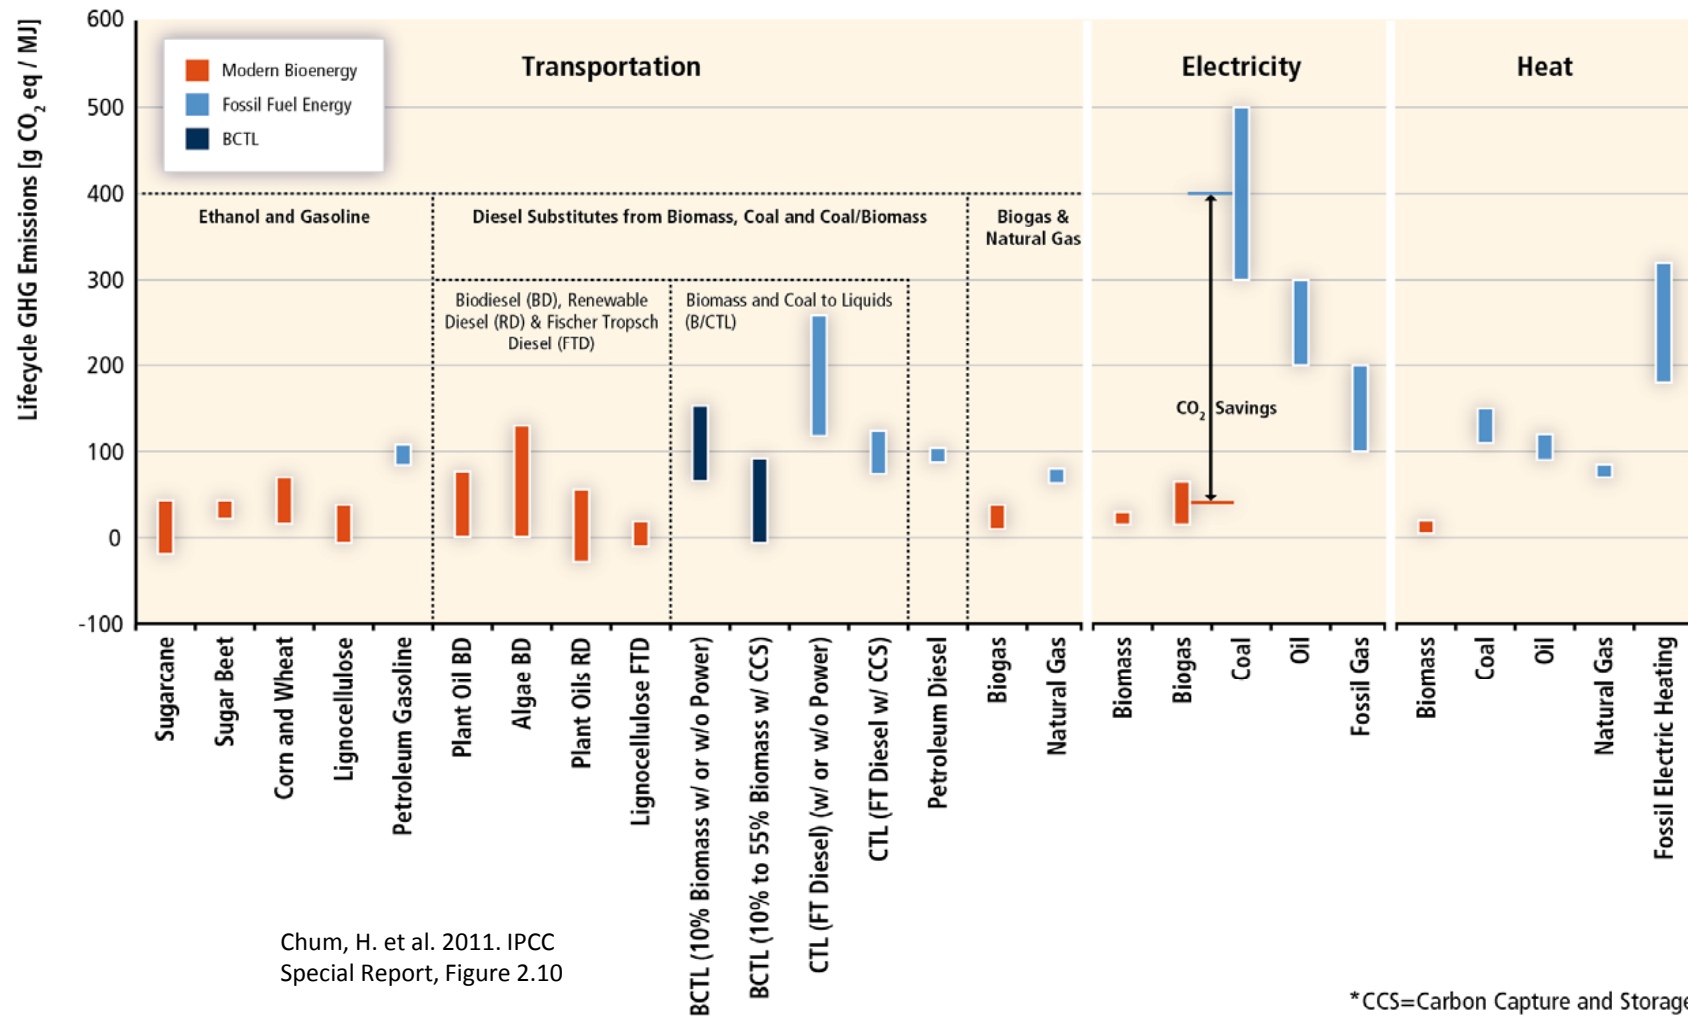 Lifecycle GHG Emissions [g CO2 eq / MJ]
600
500
400
300
200
100
0
-100
Modern Bioenergy
Fossil Fuel Energy
BCTL
Transportation
Electricity
Heat
Ethanol and Gasoline
Diesel Substitutes from Biomass, Coal and Coal/Biomass
Biogas &
Natural Gas
Biodiesel (BD), Renewable
Diesel (RD) & Fischer Tropsch
Diesel (FTD)
Biomass and Coal to Liquids
(B/CTL)
CO2 Savings
Sugarcane
Sugar Beet
Corn and Wheat
Lignocellulose
Petroleum Gasoline
Plant Oil BD
Algae BD
Plant Oils RD
Lignocellulose FTD
BCTL (10% Biomass w/ or w/o Power)
BCTL (10% to 55% Biomass w/ CCS)
CTL (FT Diesel) (w/ or w/o Power)
CTL (FT Diesel w/ CCS)
Petroleum Diesel
Biogas
Natural Gas
Biomass
Biogas
Coal
Oil
Fossil Gas
Biomass
Coal
Oil
Natural Gas
Fossil Electric Heating
Chum, H. et al. 2011. IPCC
Special Report, Figure 2.10
*CCS=Carbon Capture and Storage